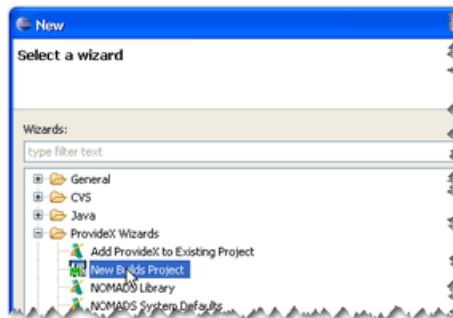 New
Select a wizard
Wizards:
type filter text
General
CVS
Java
ProvideX Wizards
Add ProvideX to Existing Project
New Builds Project
NOMADS Library
NOMADS System Defaults